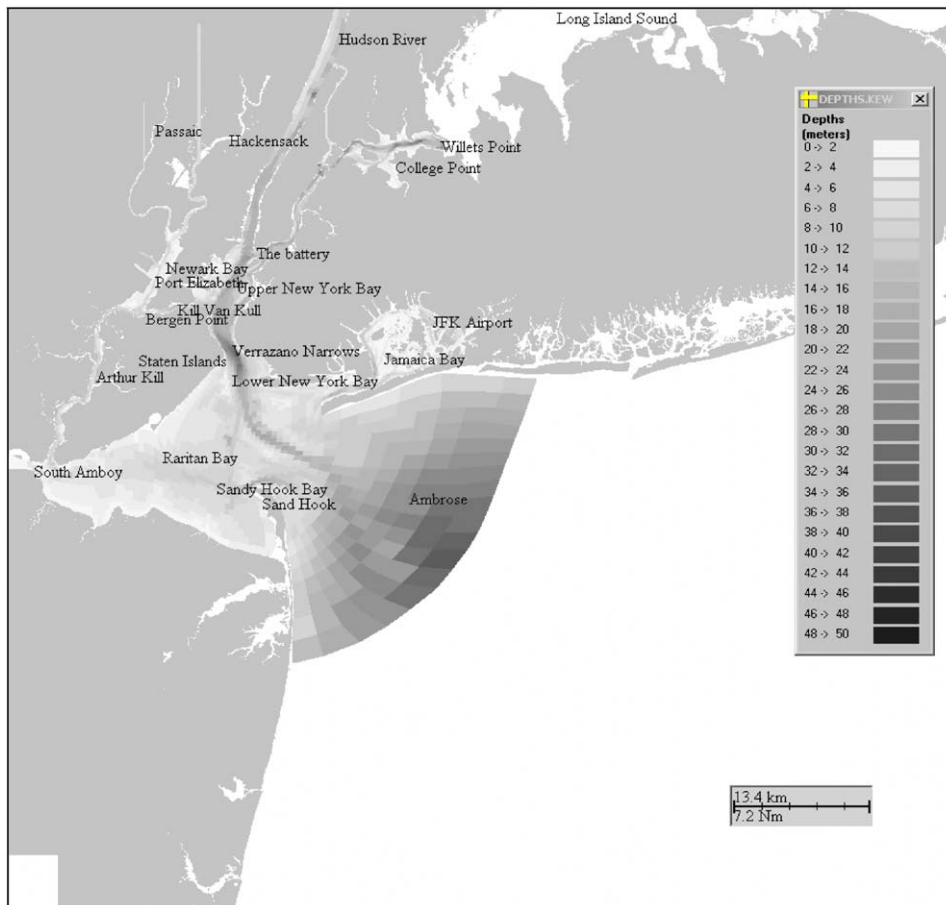 Long Island Sound
Hudson River
DEPTHS.KEW
Depths
(meters)
0 -> 2
2 -> 4
4 -> 6
6 -> 8
8 -> 10
10 -> 12
12 -> 14
14 -> 16
16 -> 18
18 -> 20
20 -> 22
22 -> 24
24 -> 26
26 -> 28
28 -> 30
30 -> 32
32 -> 34
34 -> 36
36 -> 38
38 -> 40
40 -> 42
42 -> 44
44 -> 46
46 -> 48
48 -> 50
Passaic
Hackensack
Willets Point
College Point
The battery
Newark Bay
Port Elizabeth
Upper New York Bay
Kill Van Kull
Bergen Point
JFK Airport
Verrazano Narrows
Staten Islands
Jamaica Bay
Arthur Kill
Lower New York Bay
Raritan Bay
South Amboy
Sandy Hook Bay
Sand Hook
Ambrose
13.4 km
7.2 Nm